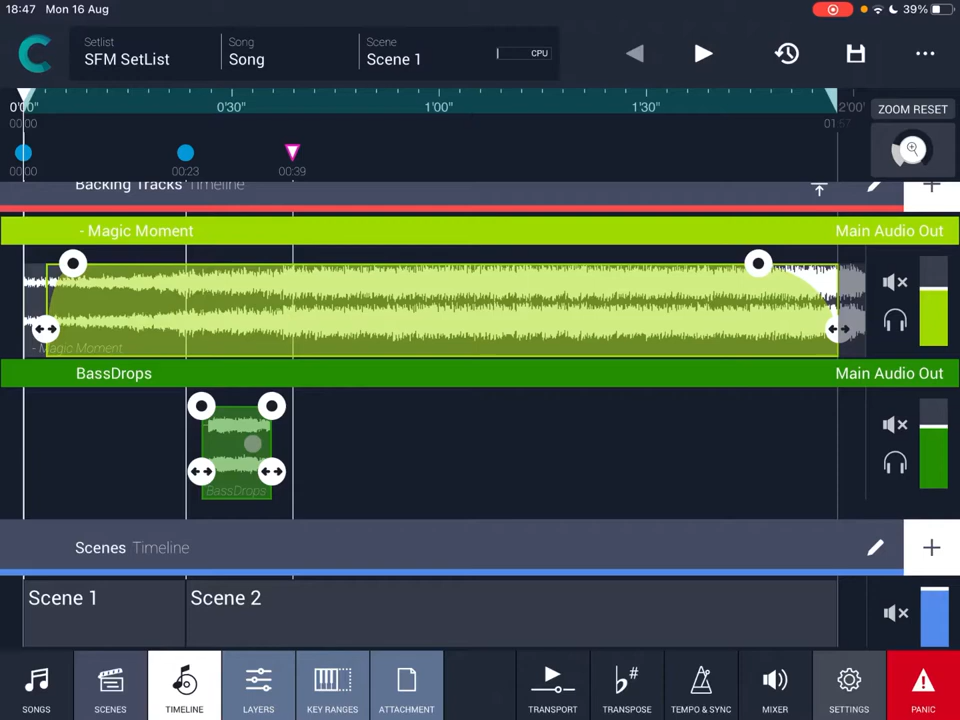 18:47 Mon 16 Aug
39%
Setlist
SFM SetList
Song
Song
Scene
Scene 1
CPU
0'00"
0'30"
1'00"
1'30"
2'00"
00:00
01:57
ZOOM RESET
00:00
00:23
00:39
Backing Tracks Timeline
- Magic Moment
Main Audio Out
- Magic Moment
BassDrops
Main Audio Out
BassDrops
Scenes Timeline
Scene 1
Scene 2
SONGS
SCENES
TIMELINE
LAYERS
KEY RANGES
ATTACHMENT
TRANSPORT
TRANSPOSE
TEMPO & SYNC
MIXER
SETTINGS
PANIC